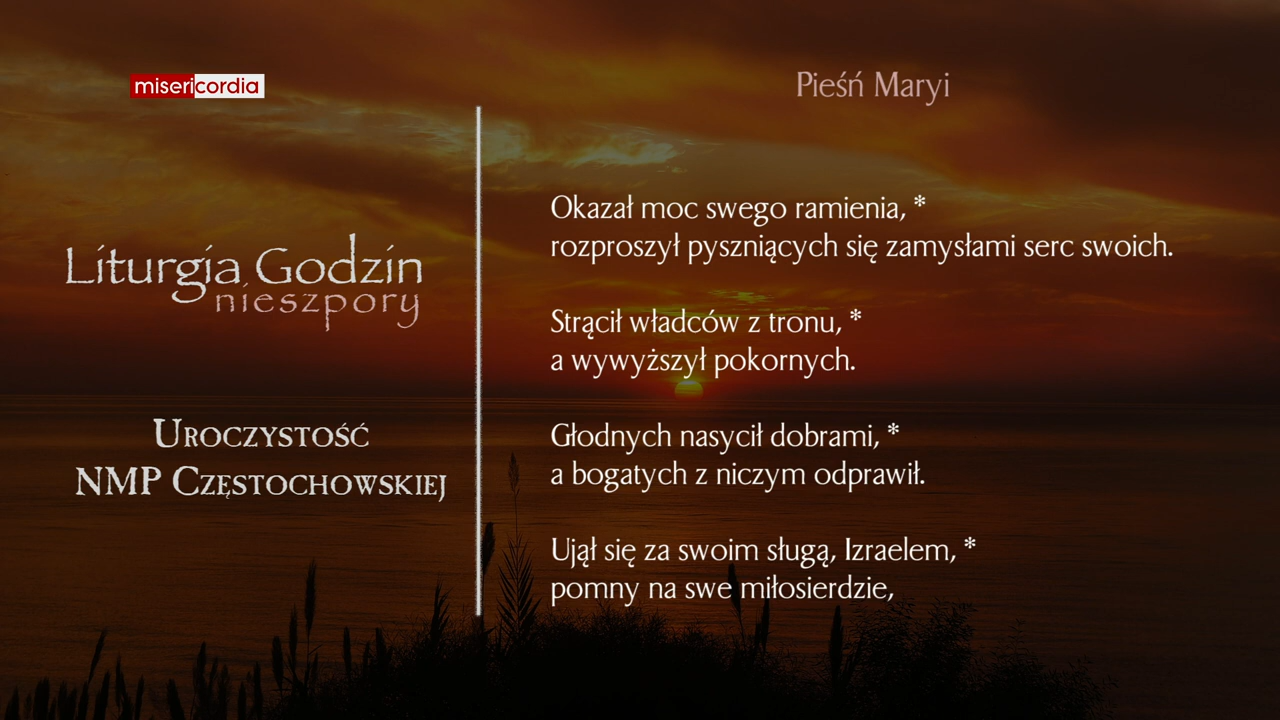 misericordia
Liturgia Godzin
nieszpory
Uroczystość
NMP Częstochowskiej
Pieśń Maryi
Okazał moc swego ramienia, *
rozproszył pyszniących się zamysłami serc swoich.
Strącił władców z tronu, *
a wywyższył pokornych.
Głodnych nasycił dobrami, *
a bogatych z niczym odprawił.
Ujął się za swoim sługą, Izraelem, *
pomny na swe miłosierdzie,